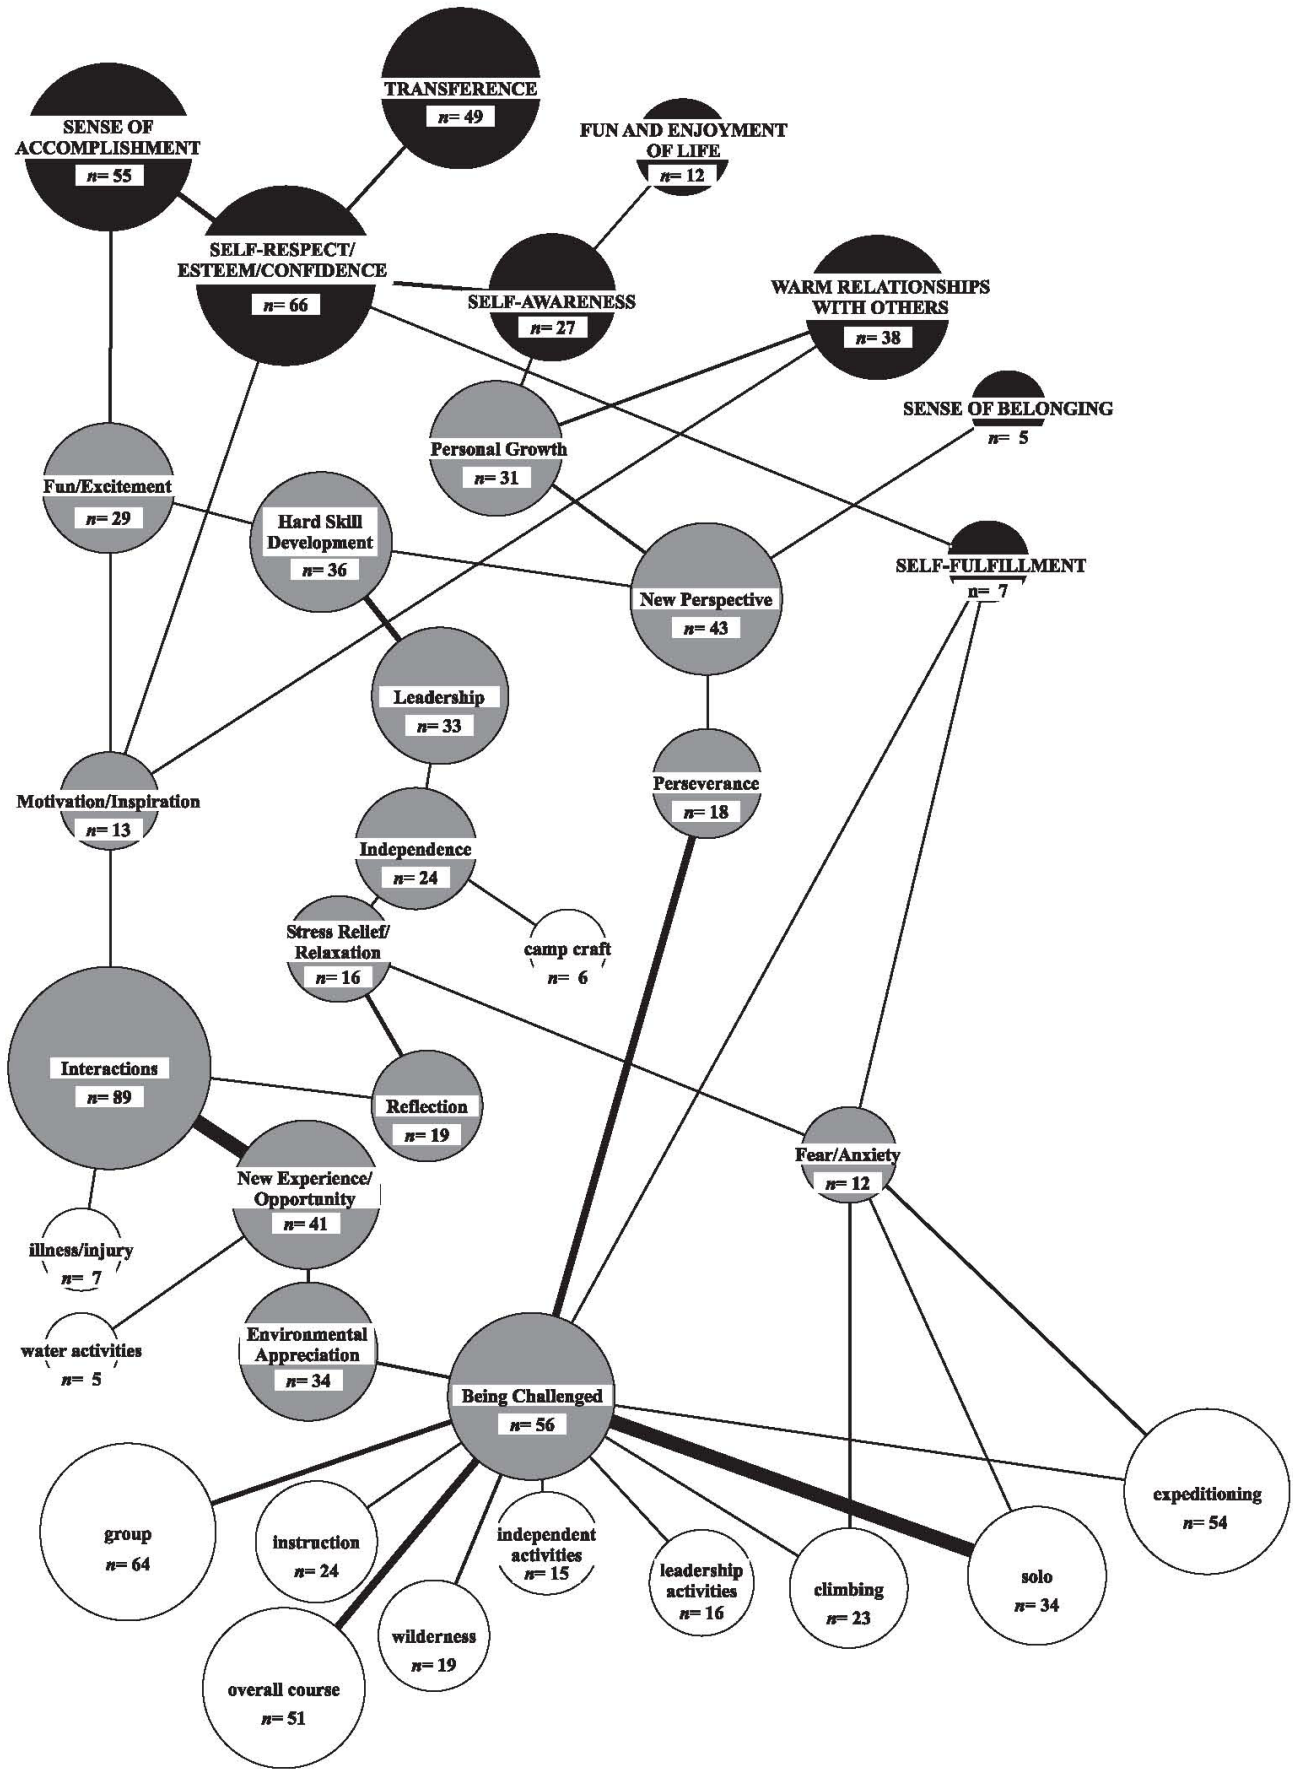 TRANSFERENCE
n= 49
SENSE OF
ACCOMPLISHMENT
n= 55
FUN AND ENJOYMENT
OF LIFE
n= 12
SELF-RESPECT/
ESTEEM/CONFIDENCE
n= 66
SELF-AWARENESS
n= 27
WARM RELATIONSHIPS
WITH OTHERS
n= 38
SENSE OF BELONGING
n= 5
Personal Growth
n= 31
Fun/Excitement
n= 29
Hard Skill
Development
n= 36
New Perspective
n= 43
SELF-FULFILLMENT
n= 7
Leadership
n= 33
Motivation/Inspiration
n= 13
Perseverance
n= 18
Independence
n= 24
Stress Relief/
Relaxation
n= 16
camp craft
n= 6
Interactions
n= 89
Reflection
n= 19
Fear/Anxiety
n= 12
New Experience/
Opportunity
n= 41
illness/injury
n= 7
water activities
n= 5
Environmental
Appreciation
n= 34
Being Challenged
n= 56
group
n= 64
instruction
n= 24
independent
activities
n= 15
leadership
activities
n= 16
climbing
n= 23
solo
n= 34
expeditioning
n= 54
wilderness
n= 19
overall course
n= 51